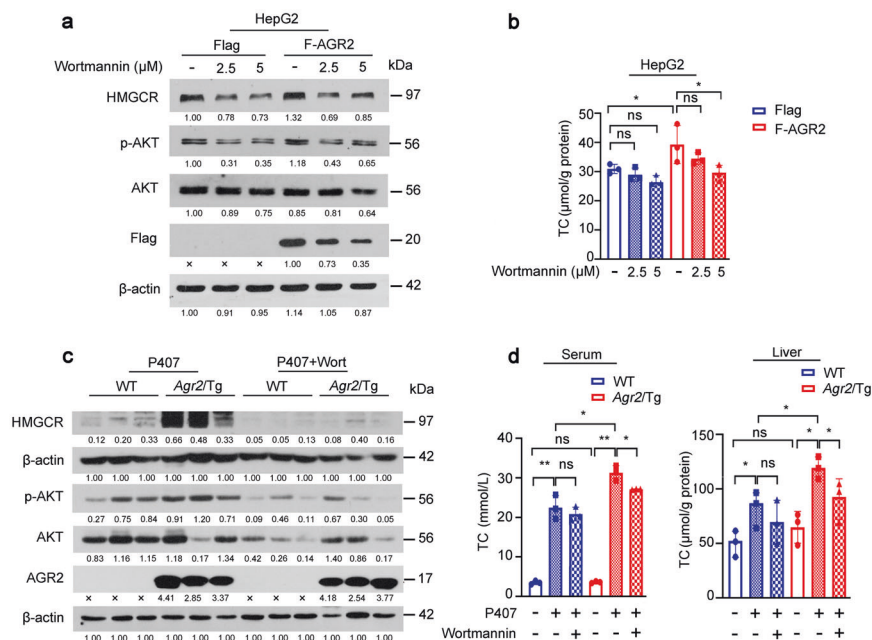 a
HepG2
Flag F-AGR2
Wortmannin (µM) - 2.5 5 - 2.5 5 kDa
HMGCR 97
1.00 0.78 0.73 1.32 0.69 0.85
p-AKT 56
1.00 0.31 0.35 1.18 0.43 0.65
AKT 56
1.00 0.89 0.75 0.85 0.81 0.64
Flag 20
× × × 1.00 0.73 0.35
β-actin 42
1.00 0.91 0.95 1.14 1.05 0.87
b
HepG2
* *
ns ns
ns
Flag
F-AGR2
TC (µmol/g protein)
50
40
30
20
10
0
Wortmannin (µM) - 2.5 5 - 2.5 5
c
P407 P407+Wort
WT Agr2/Tg WT Agr2/Tg
kDa
HMGCR 97
0.12 0.20 0.33 0.66 0.48 0.33 0.05 0.05 0.13 0.08 0.40 0.16
β-actin 42
1.00 1.00 1.00 1.00 1.00 1.00 1.00 1.00 1.00 1.00 1.00 1.00
p-AKT 56
0.27 0.75 0.84 0.91 1.20 0.71 0.09 0.46 0.11 0.67 0.30 0.05
AKT 56
0.83 1.16 1.15 1.18 0.17 1.34 0.42 0.26 0.14 1.40 0.86 0.17
AGR2 17
× × × 4.41 2.85 3.37 × × × 4.18 2.54 3.77
β-actin 42
1.00 1.00 1.00 1.00 1.00 1.00 1.00 1.00 1.00 1.00 1.00 1.00
d
Serum
WT
Agr2/Tg
*
ns ** *
** ns
TC (mmol/L)
40
30
20
10
0
P407 - + + - + +
Wortmannin - - + - - +
Liver
WT
Agr2/Tg
*
ns * *
* ns
TC (µmol/g protein)
150
100
50
0
- + + - + +
- - + - - +